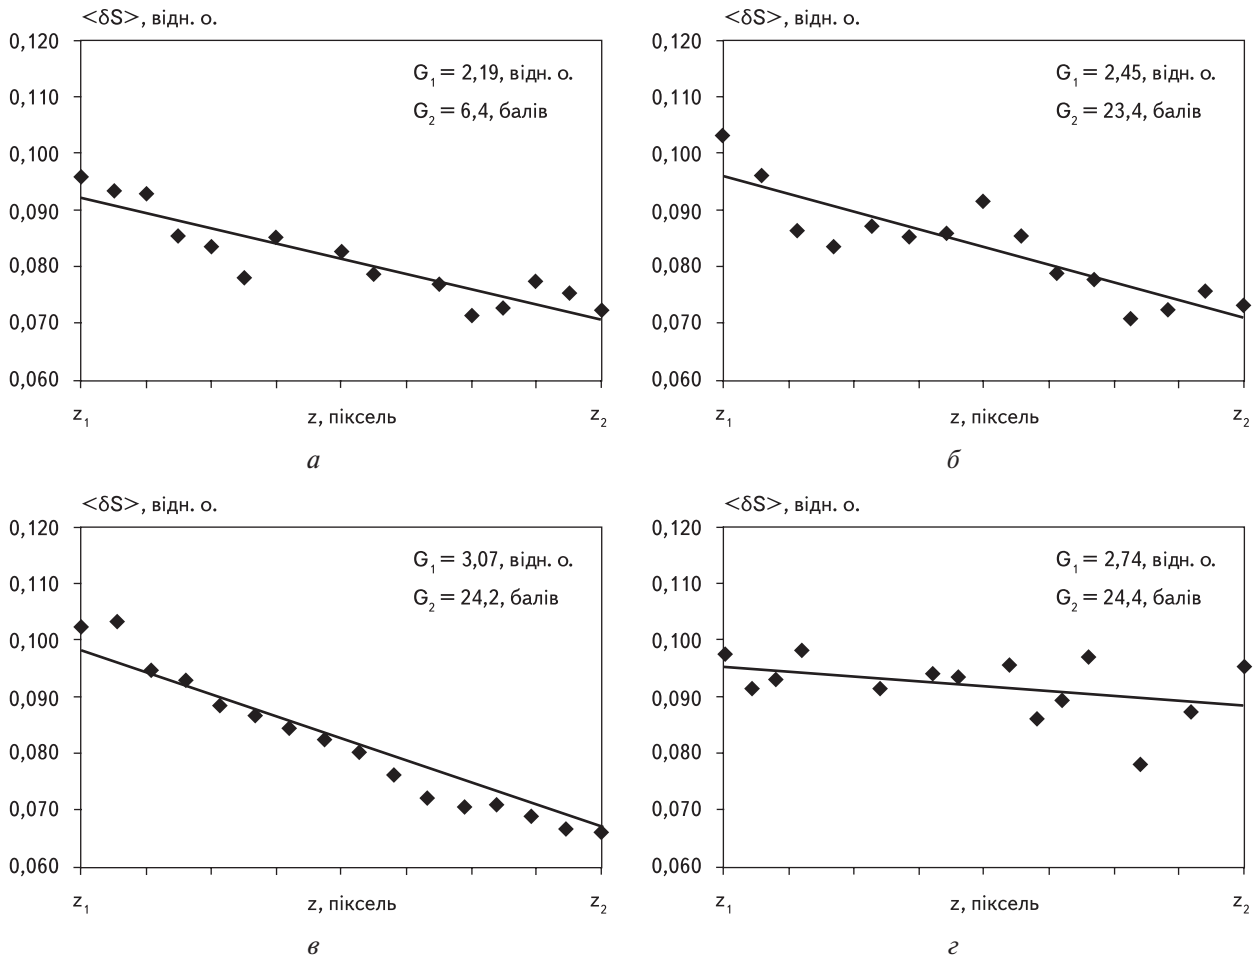 <δS>, відн. о.
0,120
0,110
0,100
0,090
0,080
0,070
0,060
G1 = 2,19, відн. о.
G2 = 6,4, балів
z1 z, піксель z2
а
<δS>, відн. о.
0,120
0,110
0,100
0,090
0,080
0,070
0,060
G1 = 2,45, відн. о.
G2 = 23,4, балів
z1 z, піксель z2
б
<δS>, відн. о.
0,120
0,110
0,100
0,090
0,080
0,070
0,060
G1 = 3,07, відн. о.
G2 = 24,2, балів
z1 z, піксель z2
в
<δS>, відн. о.
0,120
0,110
0,100
0,090
0,080
0,070
0,060
G1 = 2,74, відн. о.
G2 = 24,4, балів
z1 z, піксель z2
г